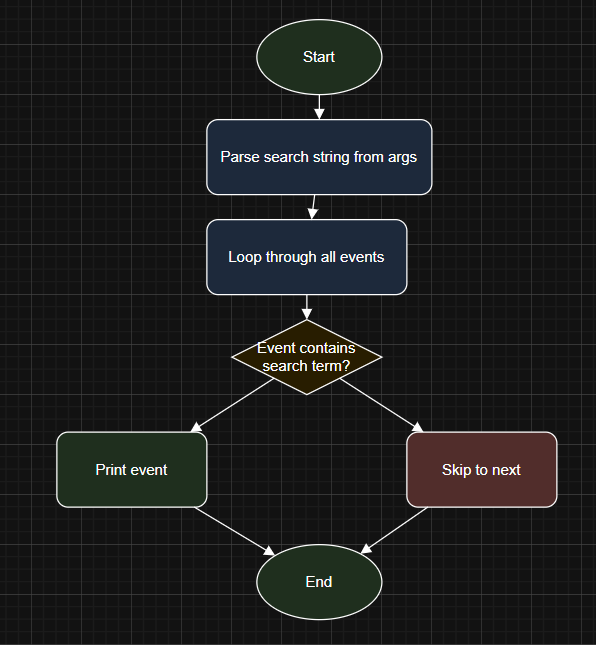 Start
Parse search string from args
Loop through all events
Event contains
search term?
Print event
Skip to next
End